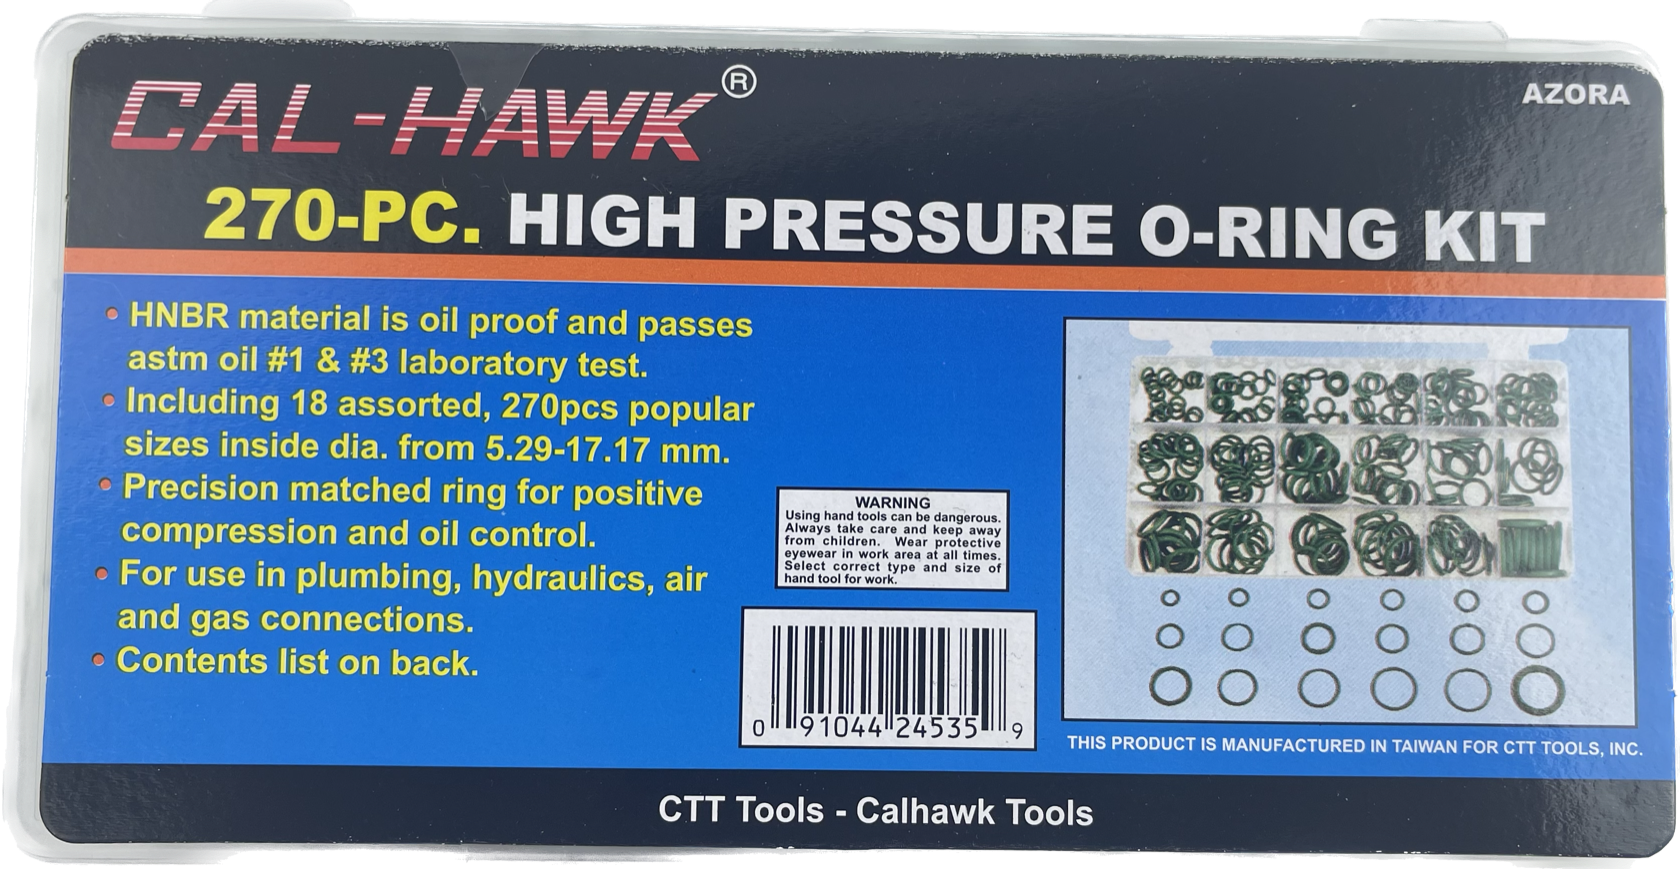 CAL-HAWK®
AZORA
270-PC. HIGH PRESSURE O-RING KIT
• HNBR material is oil proof and passes
astm oil #1 & #3 laboratory test.
• Including 18 assorted, 270pcs popular
sizes inside dia. from 5.29-17.17 mm.
• Precision matched ring for positive
compression and oil control.
• For use in plumbing, hydraulics, air
and gas connections.
• Contents list on back.
WARNING
Using hand tools can be dangerous.
Always take care and keep away
from children. Wear protective
eyewear in work area at all times.
Select correct type and size of
hand tool for work.
0 91044 24535 9
THIS PRODUCT IS MANUFACTURED IN TAIWAN FOR CTT TOOLS, INC.
CTT Tools - Calhawk Tools